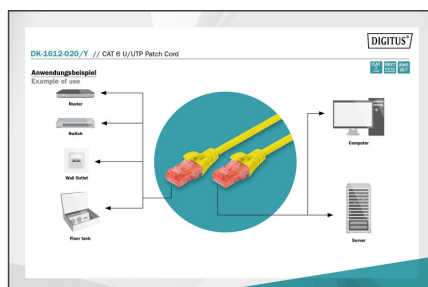 DIGITUS®
DK-1612-020/Y // CAT 6 U/UTP Patch Cord
Anwendungsbeispiel
Example of use
Router
Switch
Wall Outlet
Floor tank
Computer
Server